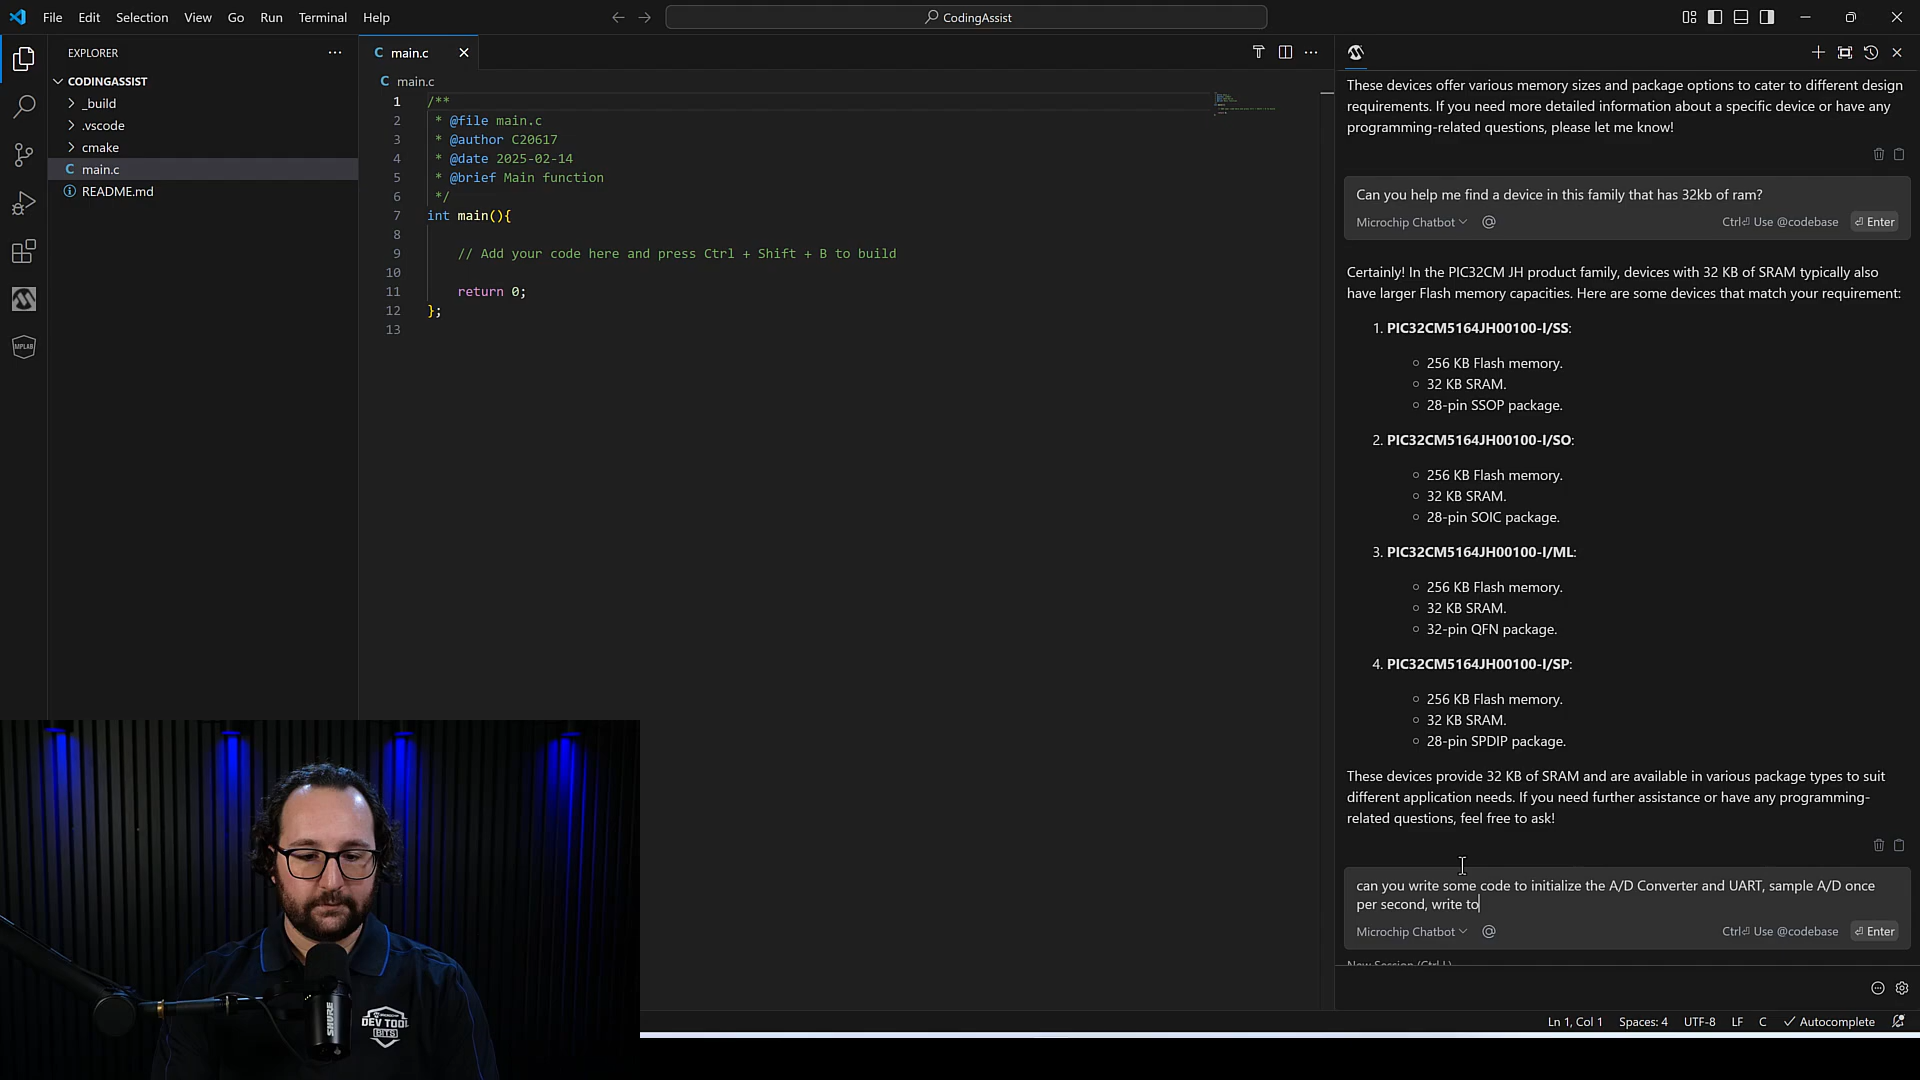 File Edit Selection View Go Run Terminal Help
CodingAssist
EXPLORER
CODINGASSIST
_build
.vscode
cmake
main.c
README.md
MPLAB
main.c
main.c
1 /**
2 * @file main.c
3 * @author C20617
4 * @date 2025-02-14
5 * @brief Main function
6 */
7 int main(){
8
9 // Add your code here and press Ctrl + Shift + B to build
10
11 return 0;
12 };
13
These devices offer various memory sizes and package options to cater to different design
requirements. If you need more detailed information about a specific device or have any
programming-related questions, please let me know!
Can you help me find a device in this family that has 32kb of ram?
Microchip Chatbot @ Ctrl⏎ Use @codebase ⏎ Enter
Certainly! In the PIC32CM JH product family, devices with 32 KB of SRAM typically also
have larger Flash memory capacities. Here are some devices that match your requirement:
1. PIC32CM5164JH00100-I/SS:
256 KB Flash memory.
32 KB SRAM.
28-pin SSOP package.
2. PIC32CM5164JH00100-I/SO:
256 KB Flash memory.
32 KB SRAM.
28-pin SOIC package.
3. PIC32CM5164JH00100-I/ML:
256 KB Flash memory.
32 KB SRAM.
32-pin QFN package.
4. PIC32CM5164JH00100-I/SP:
256 KB Flash memory.
32 KB SRAM.
28-pin SPDIP package.
These devices provide 32 KB of SRAM and are available in various package types to suit
different application needs. If you need further assistance or have any programming-
related questions, feel free to ask!
can you write some code to initialize the A/D Converter and UART, sample A/D once
per second, write to
Microchip Chatbot @ Ctrl⏎ Use @codebase ⏎ Enter
New Session (Ctrl L)
Ln 1, Col 1 Spaces: 4 UTF-8 LF C Autocomplete
SHURE
DEV TOOL
BITS